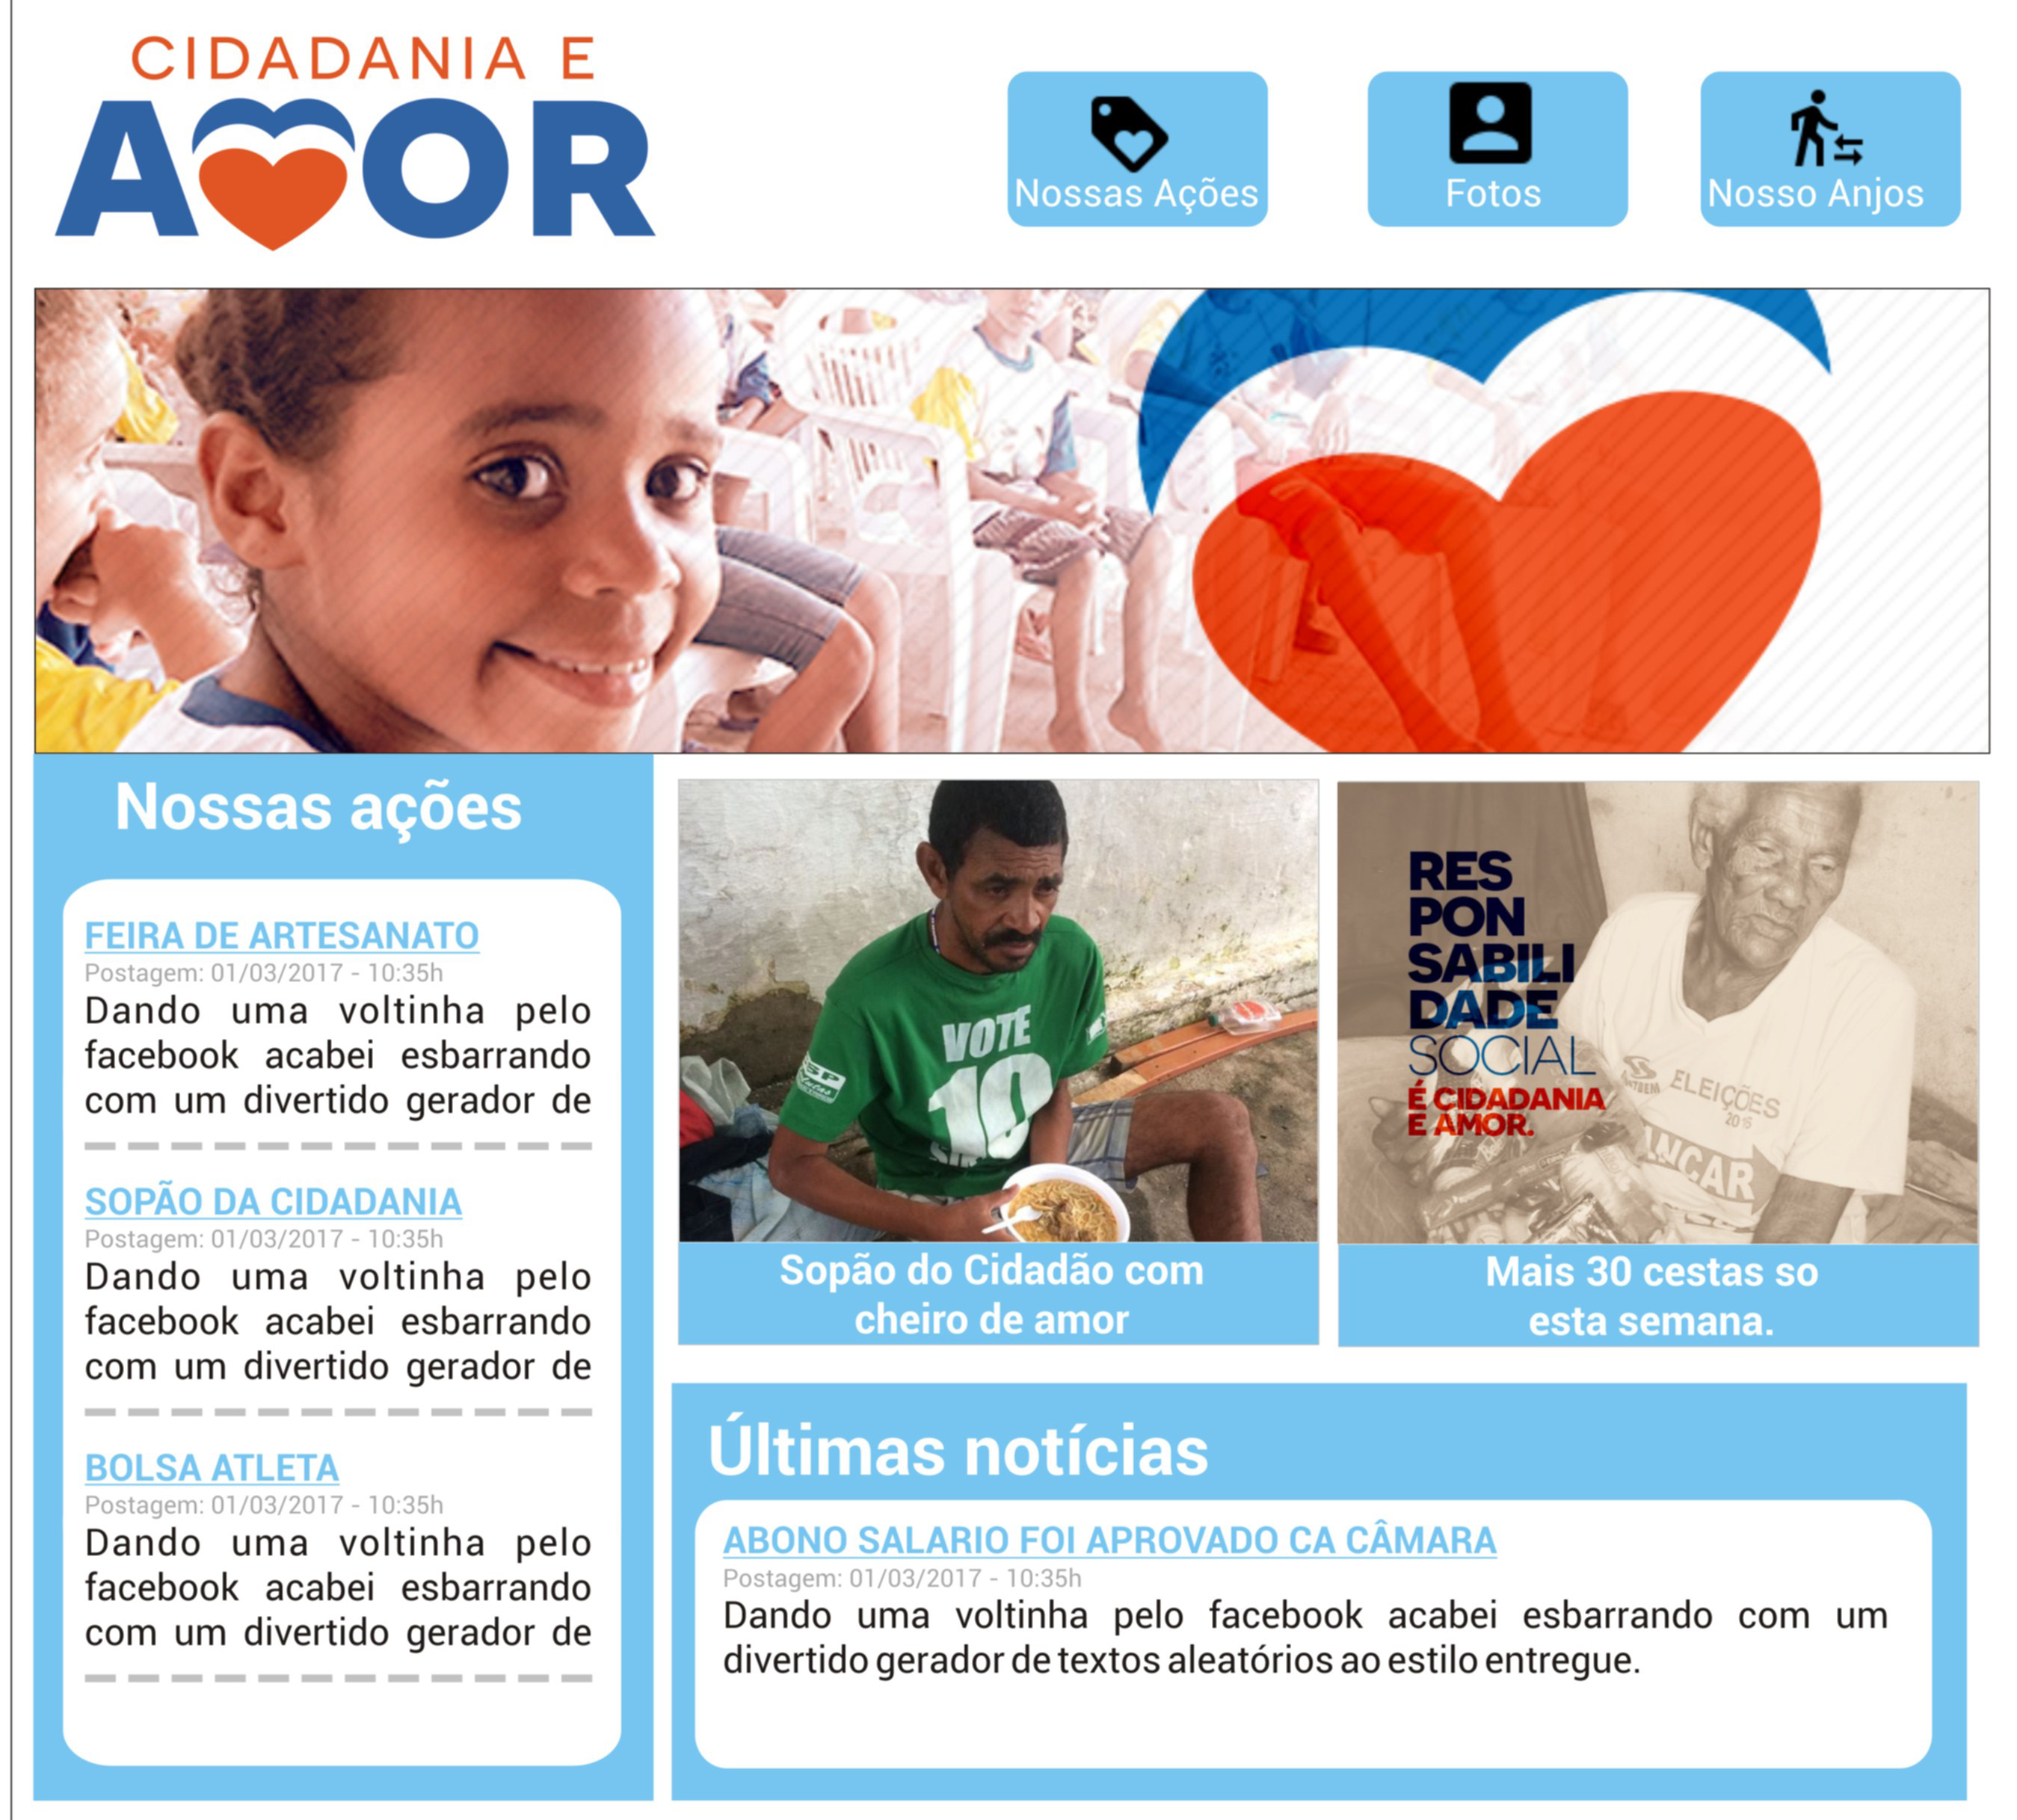 CIDADANIA E
AMOR
Nossas Ações
Fotos
Nosso Anjos
Nossas ações
FEIRA DE ARTESANATO
Postagem: 01/03/2017 - 10:35h
Dando uma voltinha pelo
facebook acabei esbarrando
com um divertido gerador de
SOPÃO DA CIDADANIA
Postagem: 01/03/2017 - 10:35h
Dando uma voltinha pelo
facebook acabei esbarrando
com um divertido gerador de
BOLSA ATLETA
Postagem: 01/03/2017 - 10:35h
Dando uma voltinha pelo
facebook acabei esbarrando
com um divertido gerador de
VOTE
10
Sopão do Cidadão com
cheiro de amor
RES
PON
SABILI
DADE
SOCIAL
É CIDADANIA
E AMOR.
ELEIÇÕES
Mais 30 cestas so
esta semana.
Últimas notícias
ABONO SALARIO FOI APROVADO CA CÂMARA
Postagem: 01/03/2017 - 10:35h
Dando uma voltinha pelo facebook acabei esbarrando com um
divertido gerador de textos aleatórios ao estilo entregue.